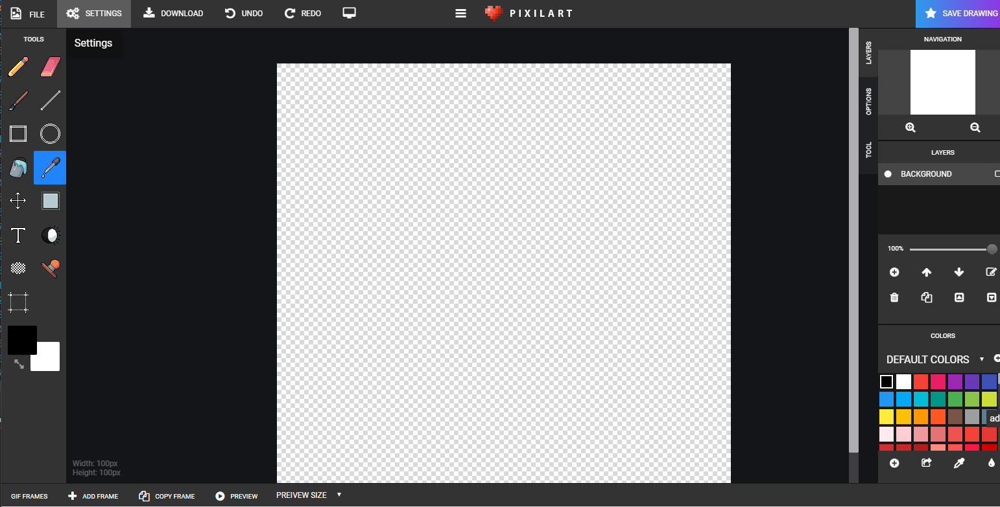 FILE
SETTINGS
DOWNLOAD
UNDO
REDO
PIXILART
SAVE DRAWING
TOOLS
Settings
LAYERS
OPTIONS
TOOL
NAVIGATION
LAYERS
BACKGROUND
100%
COLORS
DEFAULT COLORS
ad
Width: 100px
Height: 100px
GIF FRAMES
ADD FRAME
COPY FRAME
PREVIEW
PREIVEW SIZE